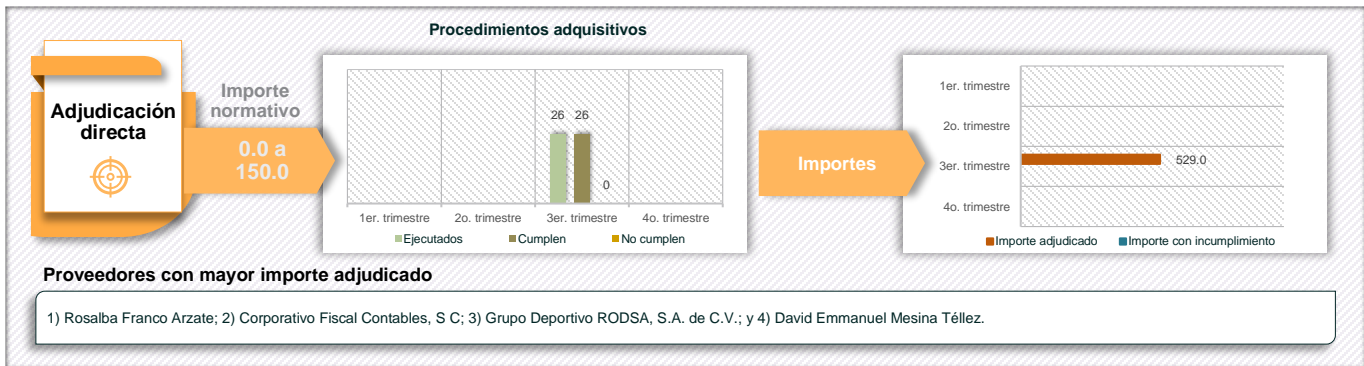 Procedimientos adquisitivos
Adjudicación
directa
Importe
normativo
0.0 a
150.0
26 26
0
1er. trimestre 2o. trimestre 3er. trimestre 4o. trimestre
Ejecutados Cumplen No cumplen
Importes
1er. trimestre
2o. trimestre
3er. trimestre
529.0
4o. trimestre
Importe adjudicado Importe con incumplimiento
Proveedores con mayor importe adjudicado
1) Rosalba Franco Arzate; 2) Corporativo Fiscal Contables, S C; 3) Grupo Deportivo RODSA, S.A. de C.V.; y 4) David Emmanuel Mesina Téllez.